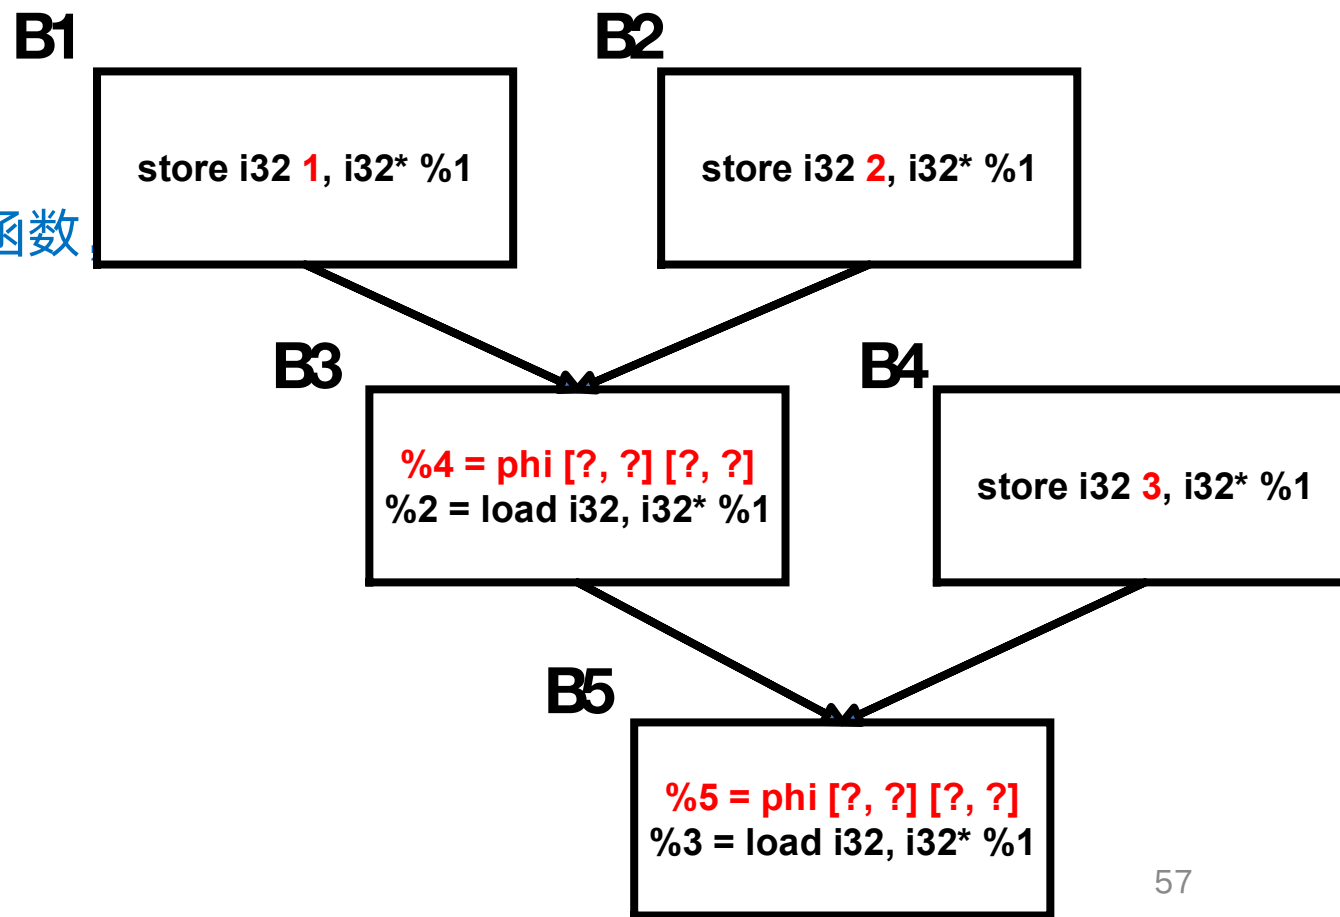 B1
B2
store i32 1, i32* %1
store i32 2, i32* %1
函数
B3
B4
%4 = phi [?, ?] [?, ?]
%2 = load i32, i32* %1
store i32 3, i32* %1
B5
%5 = phi [?, ?] [?, ?]
%3 = load i32, i32* %1
57